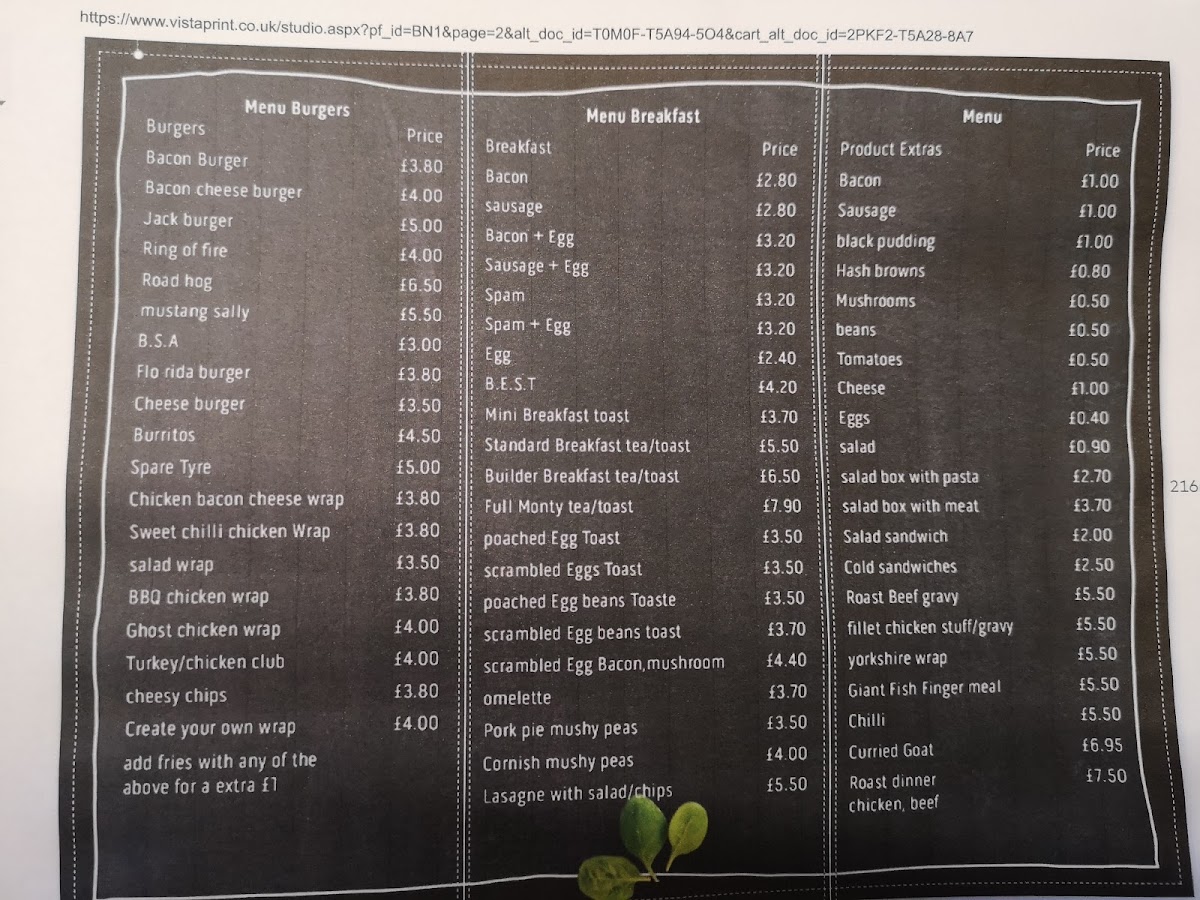 https://www.vistaprint.co.uk/studio.aspx?pf_id=BN1&page=2&alt_doc_id=T0M0F-T5A94-5O4&cart_alt_doc_id=2PKF2-T5A28-8A7
Menu Burgers
Burgers Price
Bacon Burger £3.80
Bacon cheese burger £4.00
Jack burger £5.00
Ring of fire £4.00
Road hog £6.50
mustang sally £5.50
B.S.A £3.00
Flo rida burger £3.80
Cheese burger £3.50
Burritos £4.50
Spare Tyre £5.00
Chicken bacon cheese wrap £3.80
Sweet chilli chicken Wrap £3.80
salad wrap £3.50
BBQ chicken wrap £3.80
Ghost chicken wrap £4.00
Turkey/chicken club £4.00
cheesy chips £3.80
Create your own wrap £4.00
add fries with any of the
above for a extra £1
Menu Breakfast
Breakfast Price
Bacon £2.80
sausage £2.80
Bacon + Egg £3.20
Sausage + Egg £3.20
Spam £3.20
Spam + Egg £3.20
Egg £2.40
B.E.S.T £4.20
Mini Breakfast toast £3.70
Standard Breakfast tea/toast £5.50
Builder Breakfast tea/toast £6.50
Full Monty tea/toast £7.90
poached Egg Toast £3.50
scrambled Eggs Toast £3.50
poached Egg beans Toaste £3.50
scrambled Egg beans toast £3.70
scrambled Egg Bacon,mushroom £4.40
omelette £3.70
Pork pie mushy peas £3.50
Cornish mushy peas £4.00
Lasagne with salad/chips £5.50
Menu
Product Extras Price
Bacon £1.00
Sausage £1.00
black pudding £1.00
Hash browns £0.80
Mushrooms £0.50
beans £0.50
Tomatoes £0.50
Cheese £1.00
Eggs £0.40
salad £0.90
salad box with pasta £2.70
salad box with meat £3.70
Salad sandwich £2.00
Cold sandwiches £2.50
Roast Beef gravy £5.50
fillet chicken stuff/gravy £5.50
yorkshire wrap £5.50
Giant Fish Finger meal £5.50
Chilli £5.50
Curried Goat £6.95
Roast dinner £7.50
chicken, beef
216